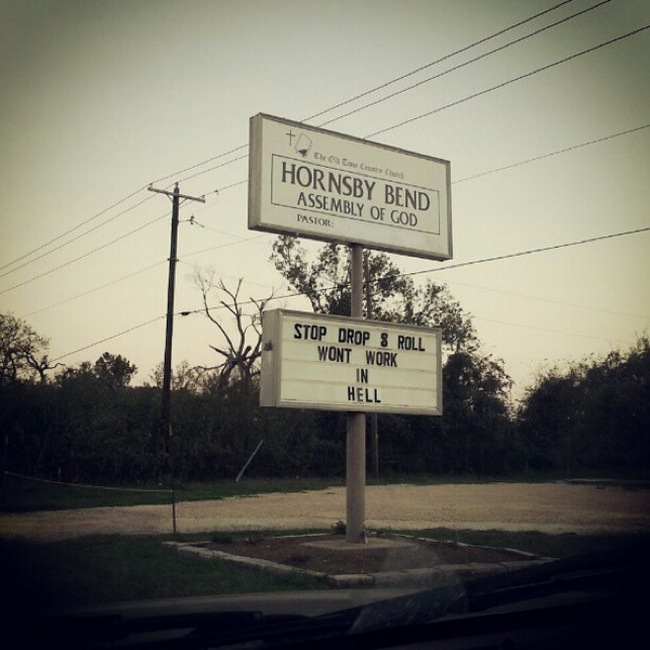 The Old Time Country Church
HORNSBY BEND
ASSEMBLY OF GOD
PASTOR:
STOP DROP & ROLL
WONT WORK
IN
HELL